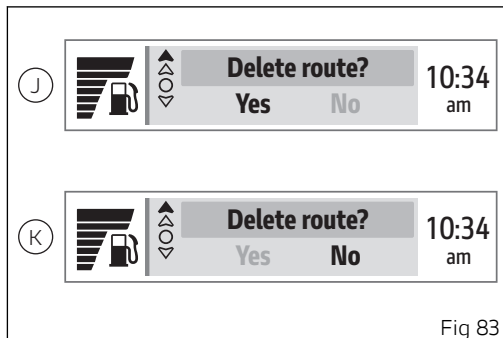 J
Delete route?
Yes No
10:34
am
K
Delete route?
Yes No
10:34
am
Fig 83